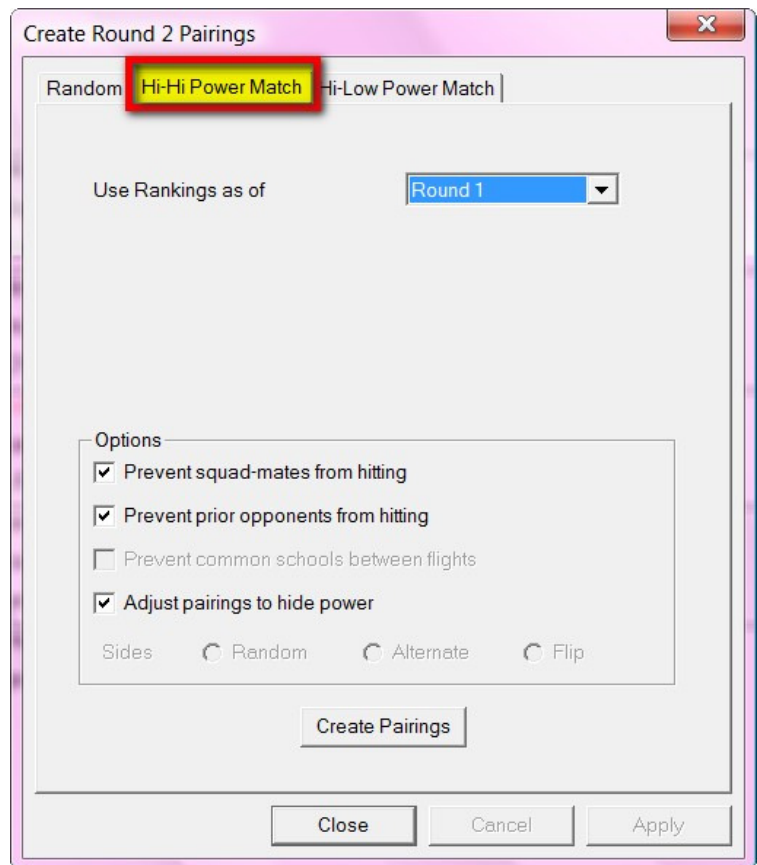 Create Round 2 Pairings
Random Hi-Hi Power Match Hi-Low Power Match
Use Rankings as of Round 1
Options
Prevent squad-mates from hitting
Prevent prior opponents from hitting
Prevent common schools between flights
Adjust pairings to hide power
Sides Random Alternate Flip
Create Pairings
Close Cancel Apply